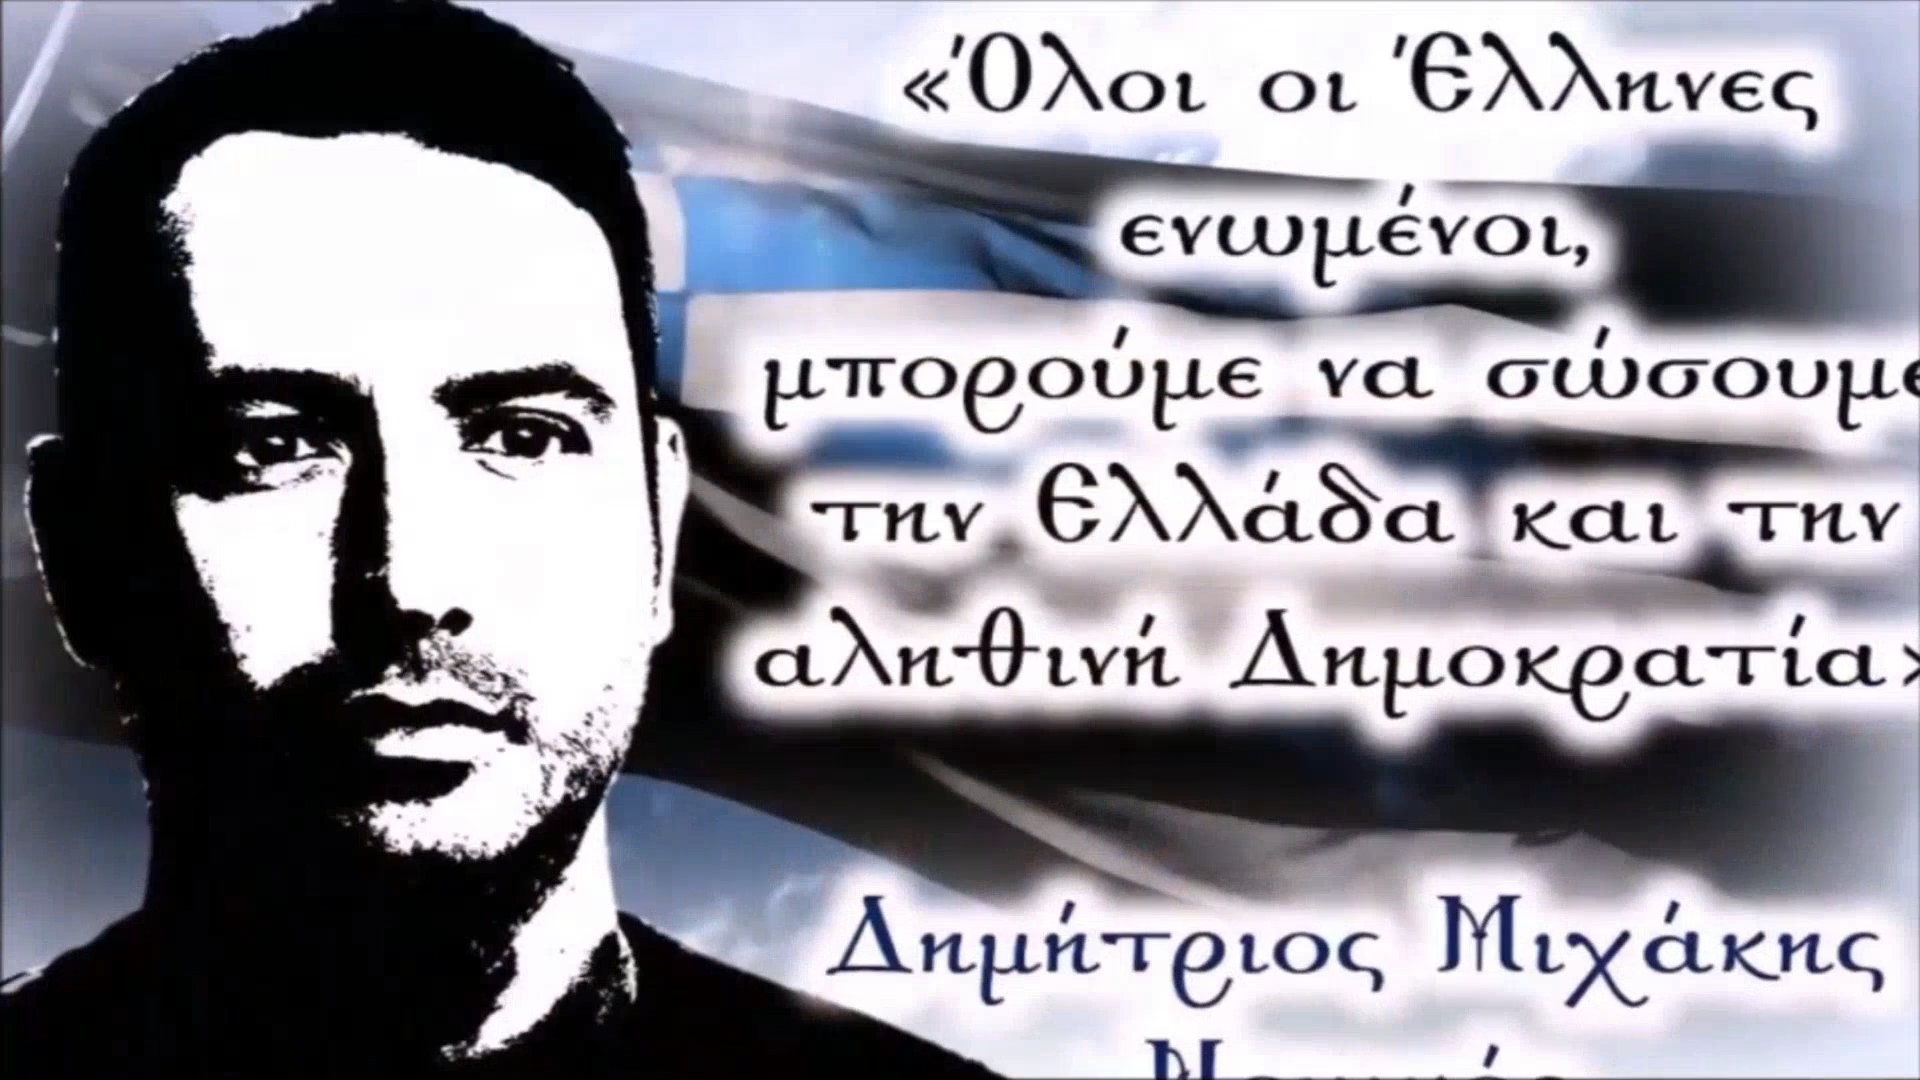 «Όλοι οι Έλληνες
ενωμένοι,
μπορούμε να σώσουμε
την Ελλάδα και την
αληθινή Δημοκρατία»
Δημήτριος Μιχάκης